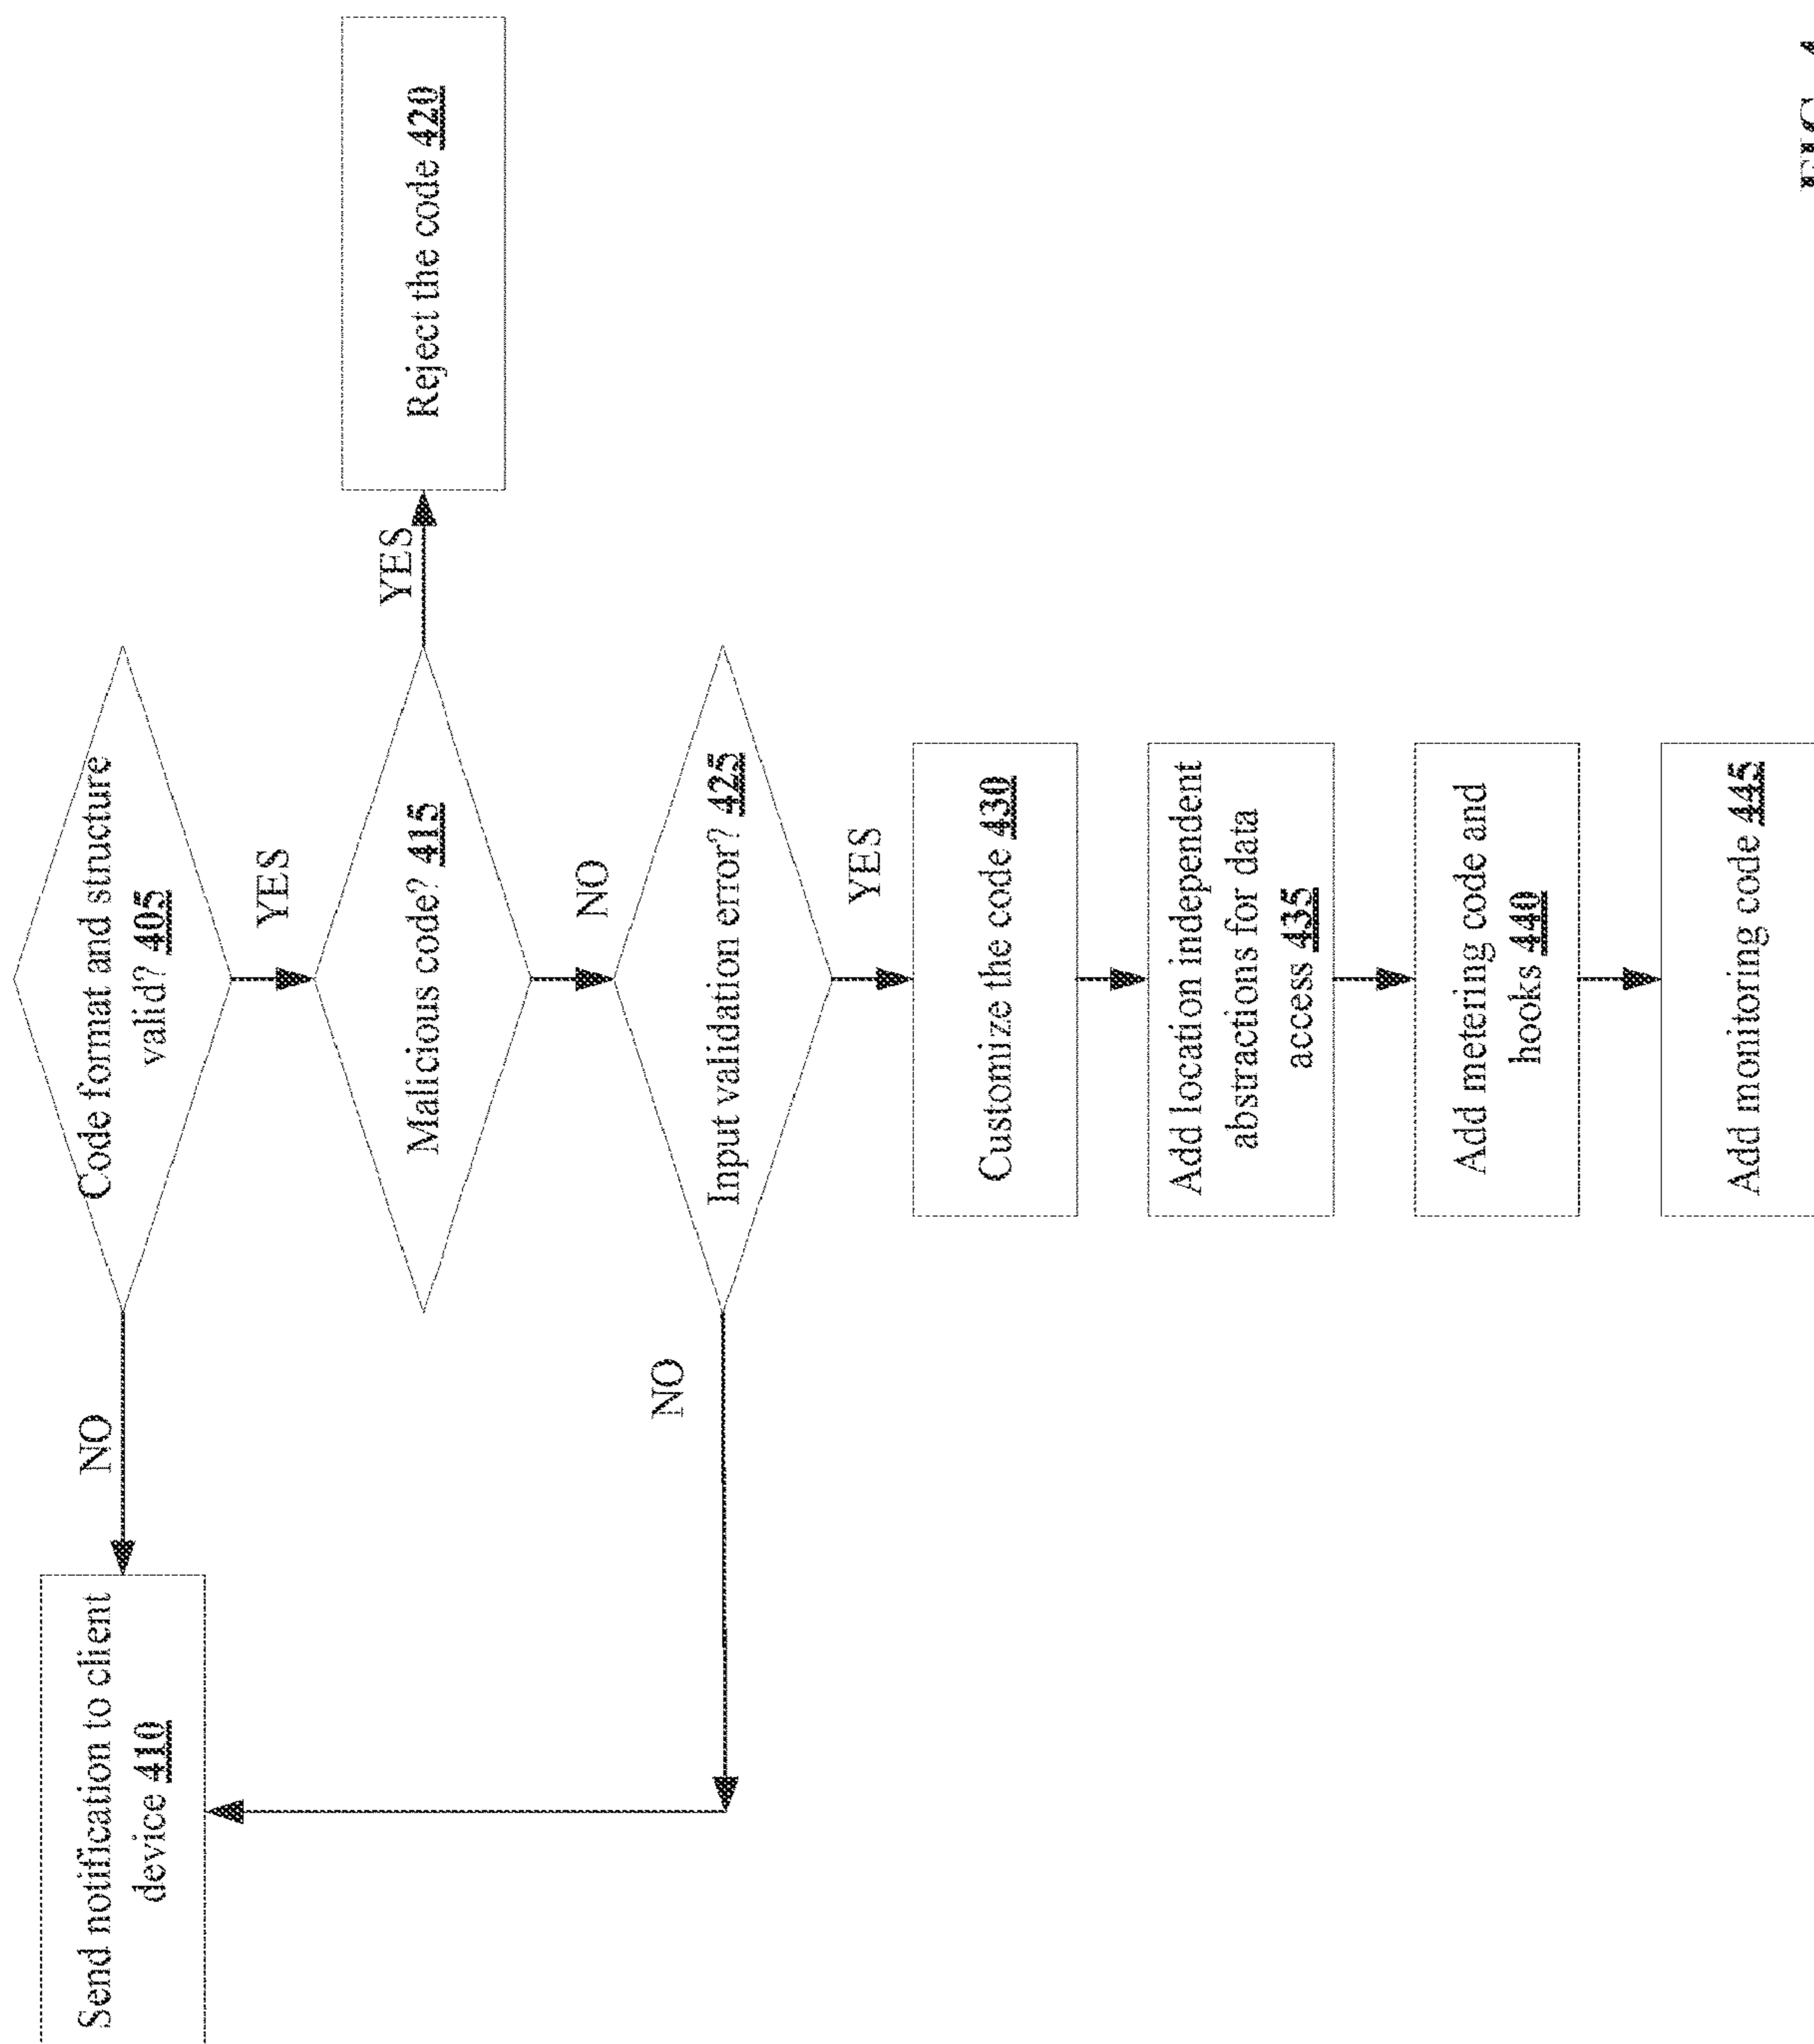 Code format and structure
valid? 405
NO
Send notification to client
device 410
YES
Malicious code? 415
YES
Reject the code 420
NO
Input validation error? 425
NO
YES
Customize the code 430
Add location independent
abstractions for data
access 435
Add metering code and
hooks 440
Add monitoring code 445